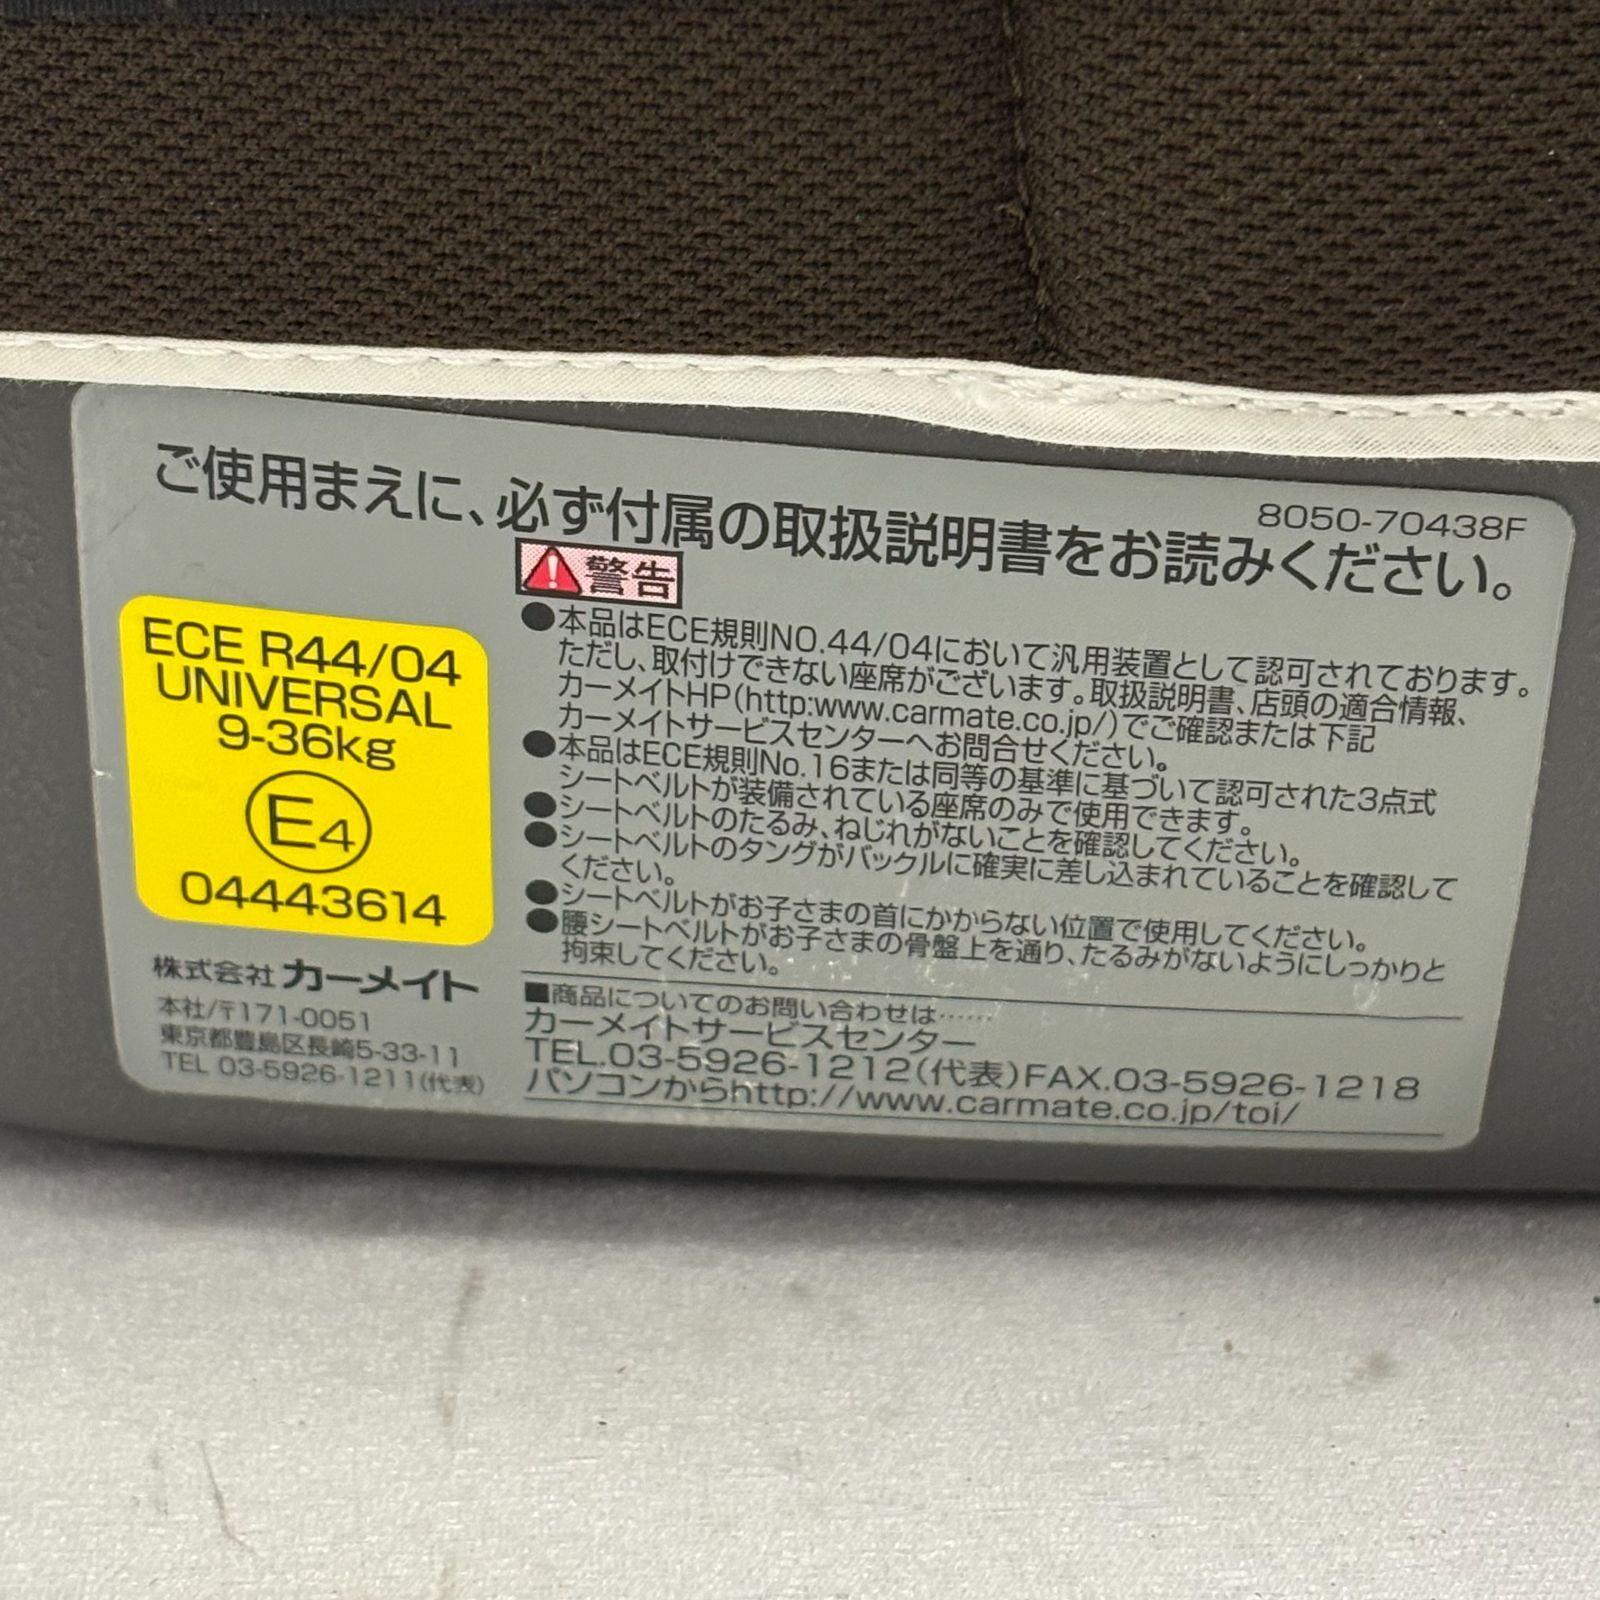 8050-70438F
ご使用まえに、必ず付属の取扱説明書をお読みください。
警告
ECE R44/04
UNIVERSAL
9-36kg
E4
04443614
株式会社 カーメイト
本社/〒171-0051
東京都豊島区長崎5-33-11
TEL 03-5926-1211(代表)
●本品はECE規則NO.44/04において汎用装置として認可されております。
ただし、取付けできない座席がございます。取扱説明書、店頭の適合情報、
カーメイトHP(http:www.carmate.co.jp/)でご確認または下記
カーメイトサービスセンターへお問合せください。
●本品はECE規則No.16または同等の基準に基づいて認可された3点式
シートベルトが装備されている座席のみで使用できます。
●シートベルトのたるみ、ねじれがないことを確認してください。
●シートベルトのタングがバックルに確実に差し込まれていることを確認して
ください。
●シートベルトがお子さまの首にかからない位置で使用してください。
●腰シートベルトがお子さまの骨盤上を通り、たるみがないようにしっかりと
拘束してください。
■商品についてのお問い合わせは……
カーメイトサービスセンター
TEL.03-5926-1212(代表)FAX.03-5926-1218
パソコンからhttp://www.carmate.co.jp/toi/